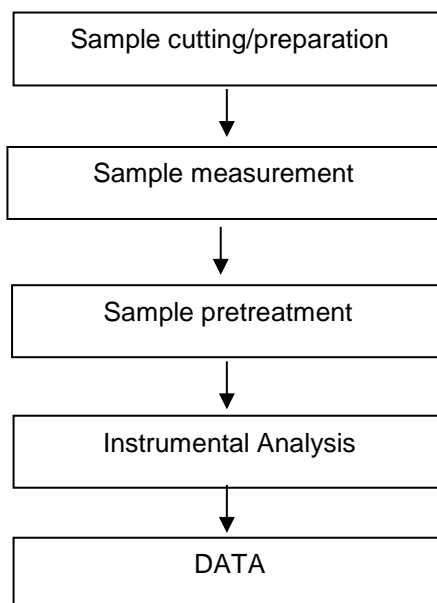 Sample cutting/preparation
Sample measurement
Sample pretreatment
Instrumental Analysis
DATA